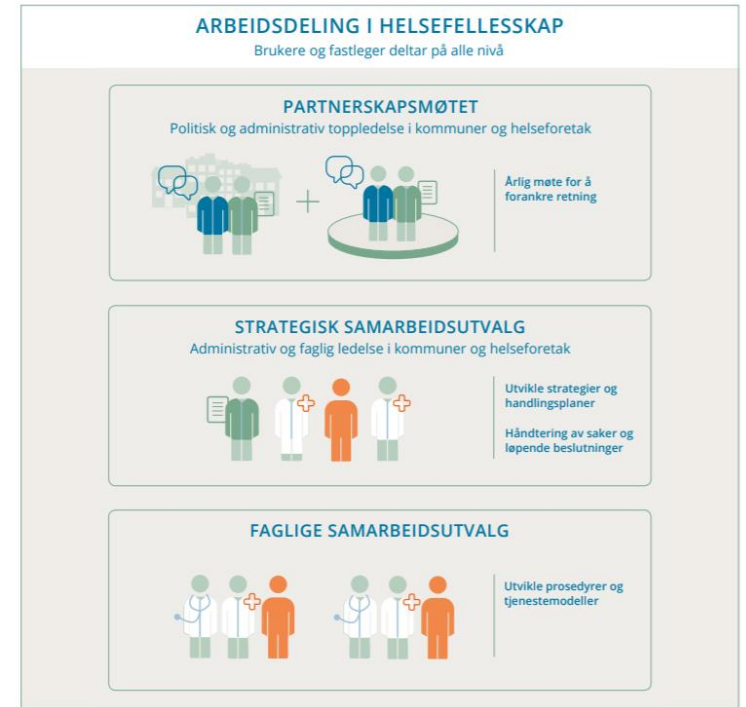 ARBEIDSDELING I HELSEFELLESSKAP
Brukere og fastleger deltar på alle nivå
PARTNERSKAPSMØTET
Politisk og administrativ toppledelse i kommuner og helseforetak
Årlig møte for å
forankre retning
STRATEGISK SAMARBEIDSUTVALG
Administrativ og faglig ledelse i kommuner og helseforetak
Utvikle strategier og
handlingsplaner
Håndtering av saker og
løpende beslutninger
FAGLIGE SAMARBEIDSUTVALG
Utvikle prosedyrer og
tjenestemodeller